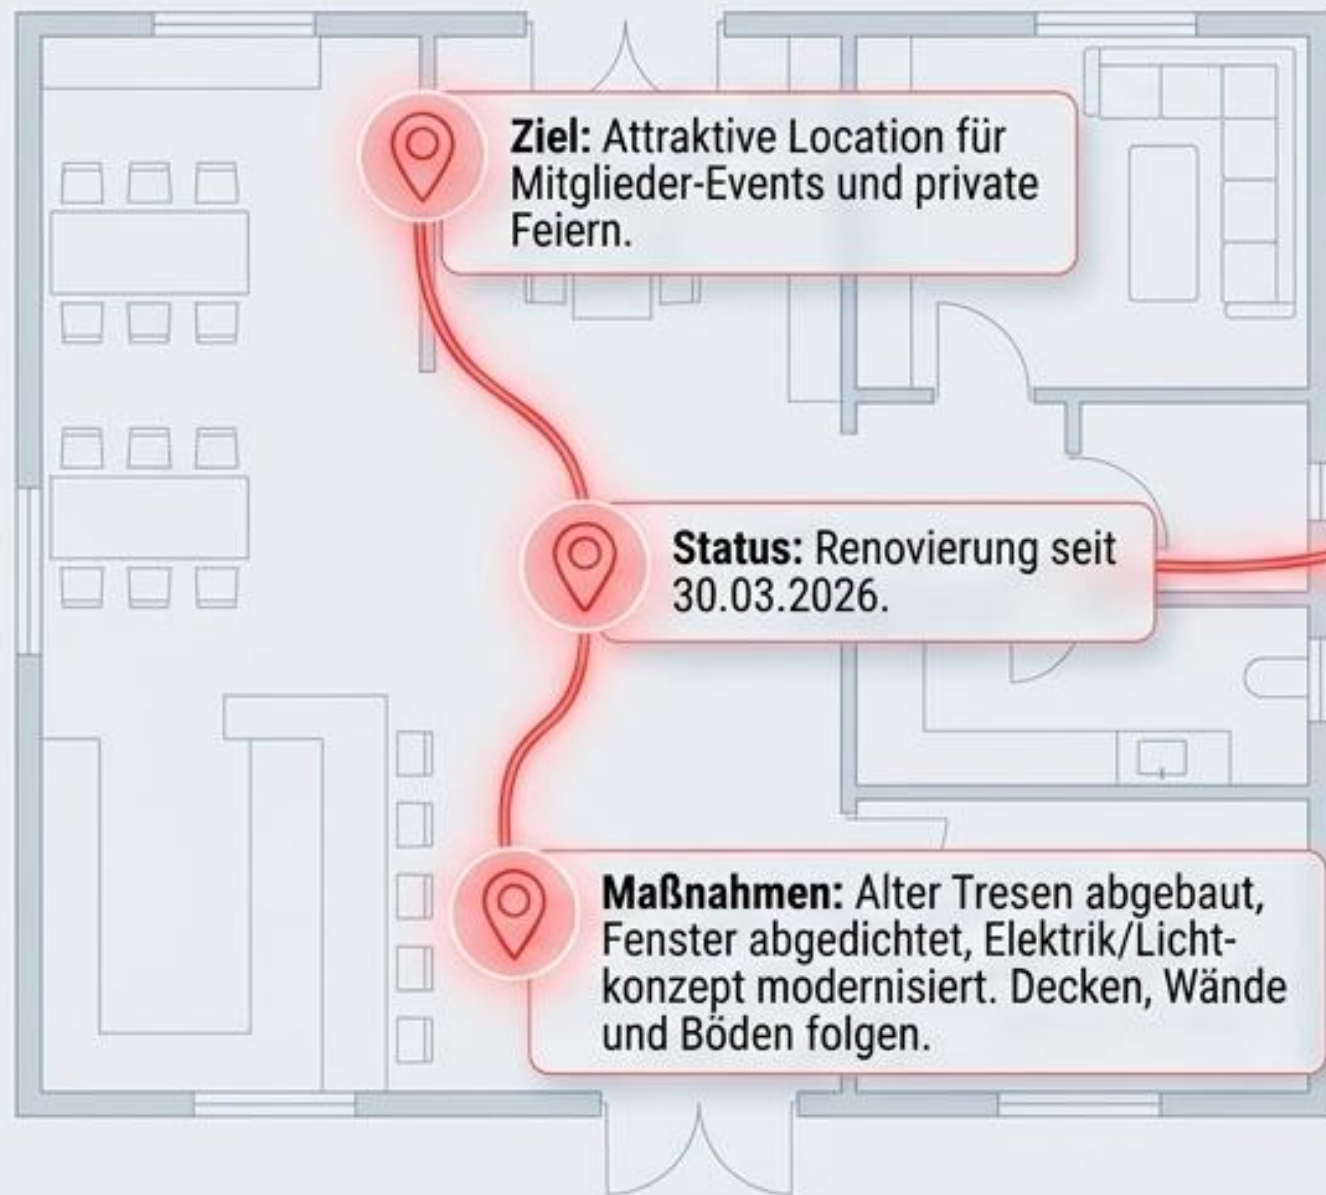 Ziel: Attraktive Location für
Mitglieder-Events und private
Feiern.
Status: Renovierung seit
30.03.2026.
Maßnahmen: Alter Tresen abgebaut,
Fenster abgedichtet, Elektrik/Licht-
konzept modernisiert. Decken, Wände
und Böden folgen.